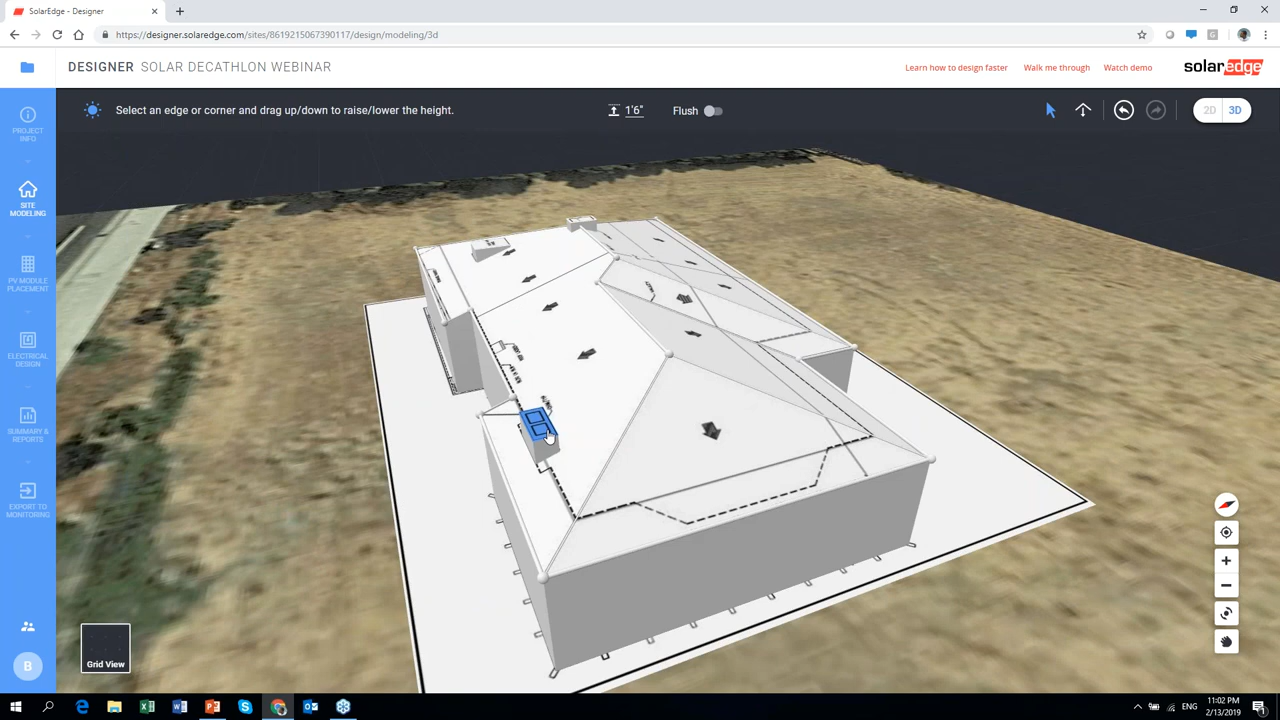 SolarEdge - Designer
https://designer.solaredge.com/sites/8619215067390117/design/modeling/3d
DESIGNER SOLAR DECATHLON WEBINAR
Learn how to design faster
Walk me through
Watch demo
solaredge
Select an edge or corner and drag up/down to raise/lower the height.
1'6"
Flush
2D
3D
PROJECT
INFO
SITE
MODELING
PV MODULE
PLACEMENT
ELECTRICAL
DESIGN
SUMMARY &
REPORTS
EXPORT TO
MONITORING
B
Grid View
ENG
11:02 PM
2/13/2019